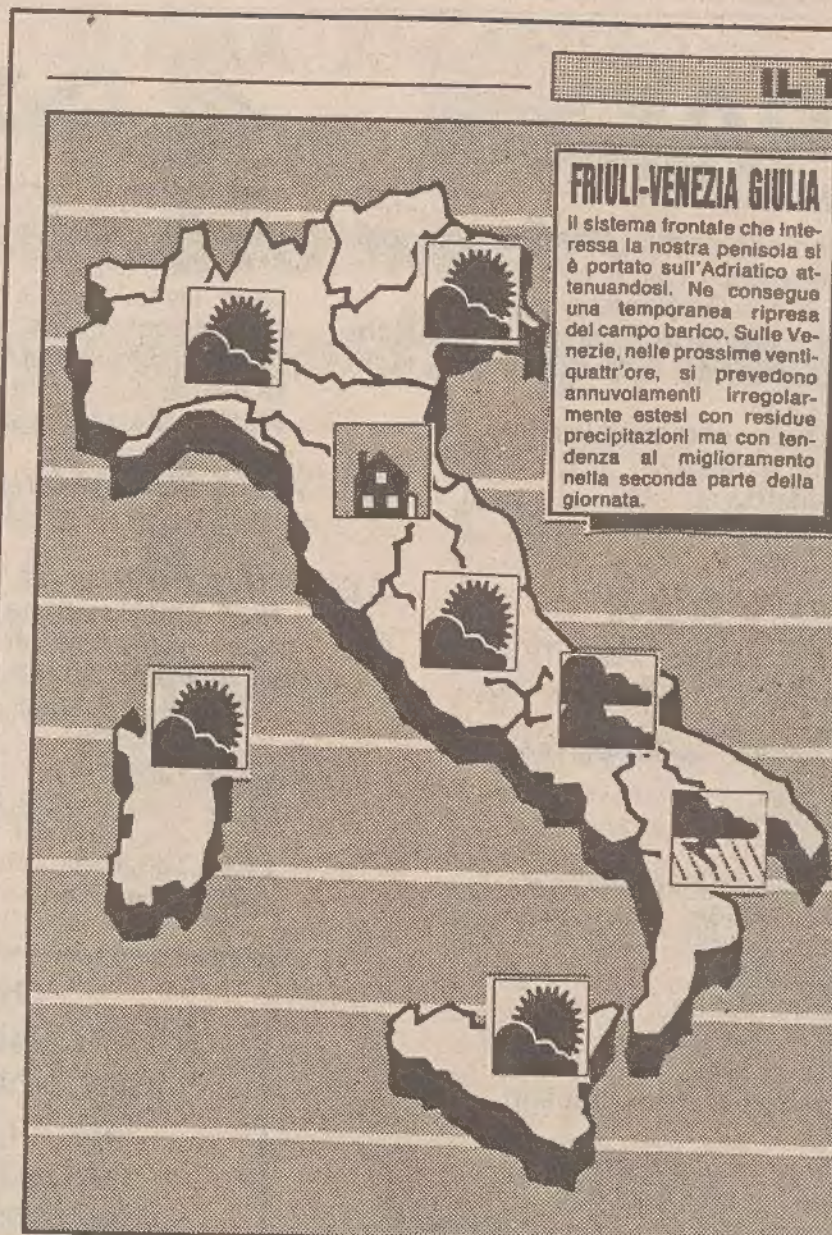 IL
FRIULI-VENEZIA GIULIA
Il sistema frontale che inte-
ressa la nostra penisola si
è portato sull'Adriatico at-
tenuandosi. Ne consegue
una temporanea ripresa
del campo barico. Sulle Ve-
nezie, nelle prossime venti-
quattr'ore, si prevedono
annuvolamenti irregolar-
mente estesi con residue
precipitazioni ma con ten-
denza al miglioramento
nella seconda parte della
giornata.